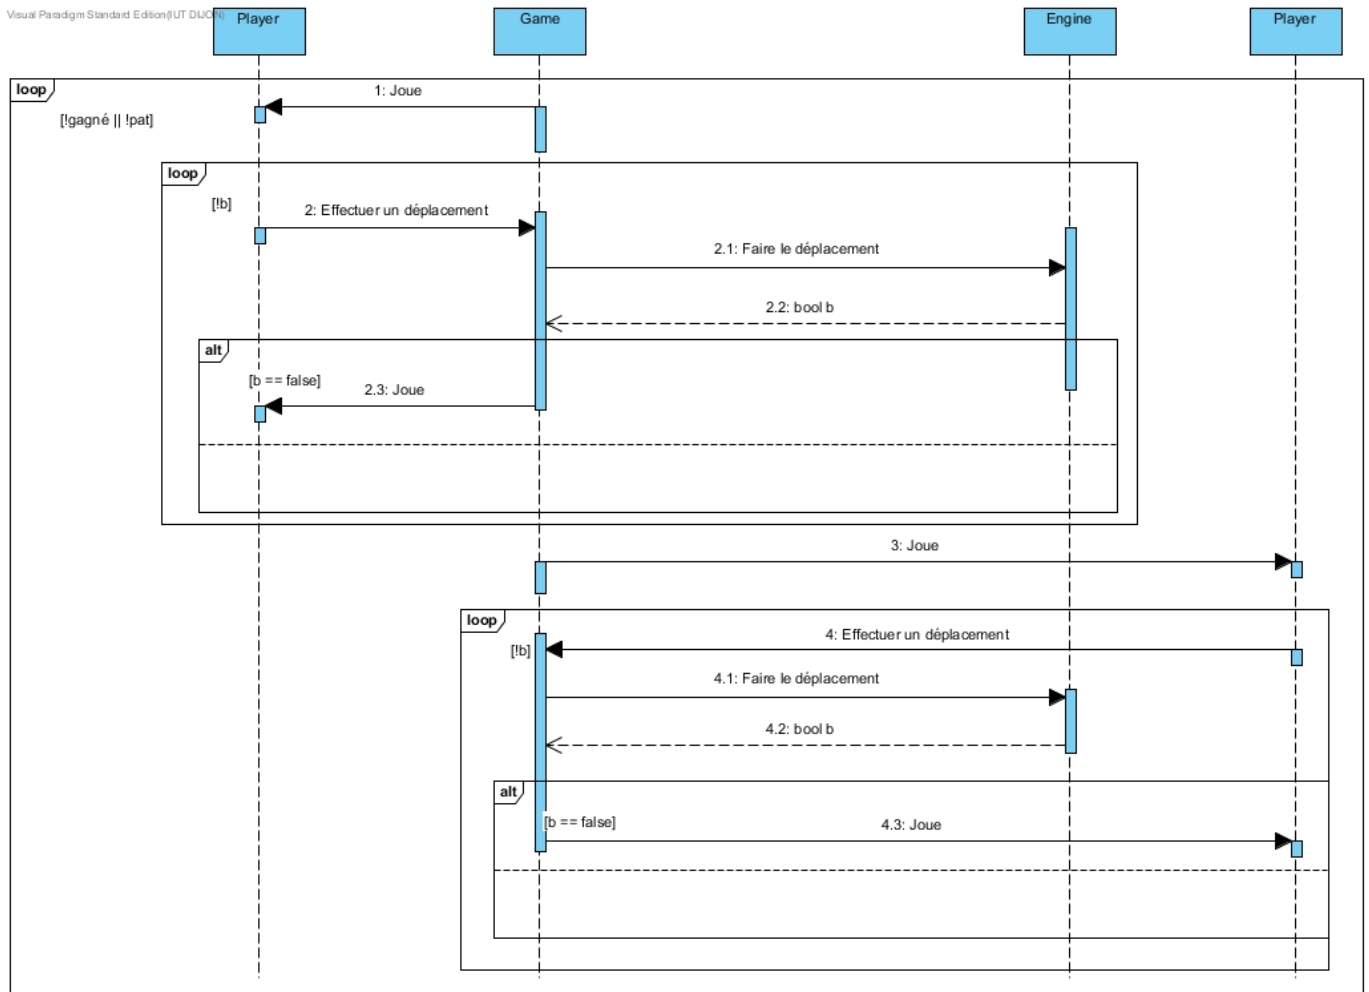 Visual Paradigm Standard Edition(IUT DIJON)
Player
Game
Engine
Player
loop
1: Joue
[!gagné || !pat]
loop
[!b]
2: Effectuer un déplacement
2.1: Faire le déplacement
2.2: bool b
alt
[b == false]
2.3: Joue
3: Joue
loop
4: Effectuer un déplacement
[!b]
4.1: Faire le déplacement
4.2: bool b
alt
[b == false]
4.3: Joue